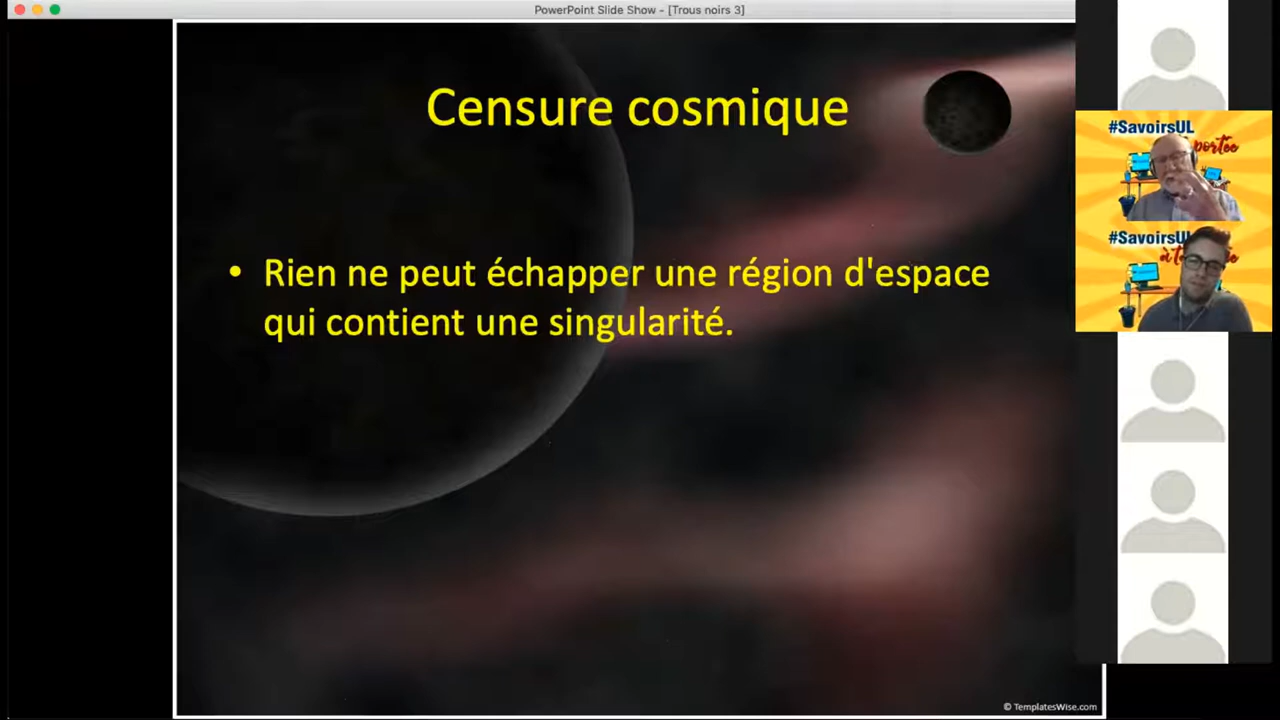 PowerPoint Slide Show - [Trous noirs 3]
Censure cosmique
• Rien ne peut échapper une région d'espace
qui contient une singularité.
© TemplatesWise.com
#SavoirsUL
portée
#SavoirsUL